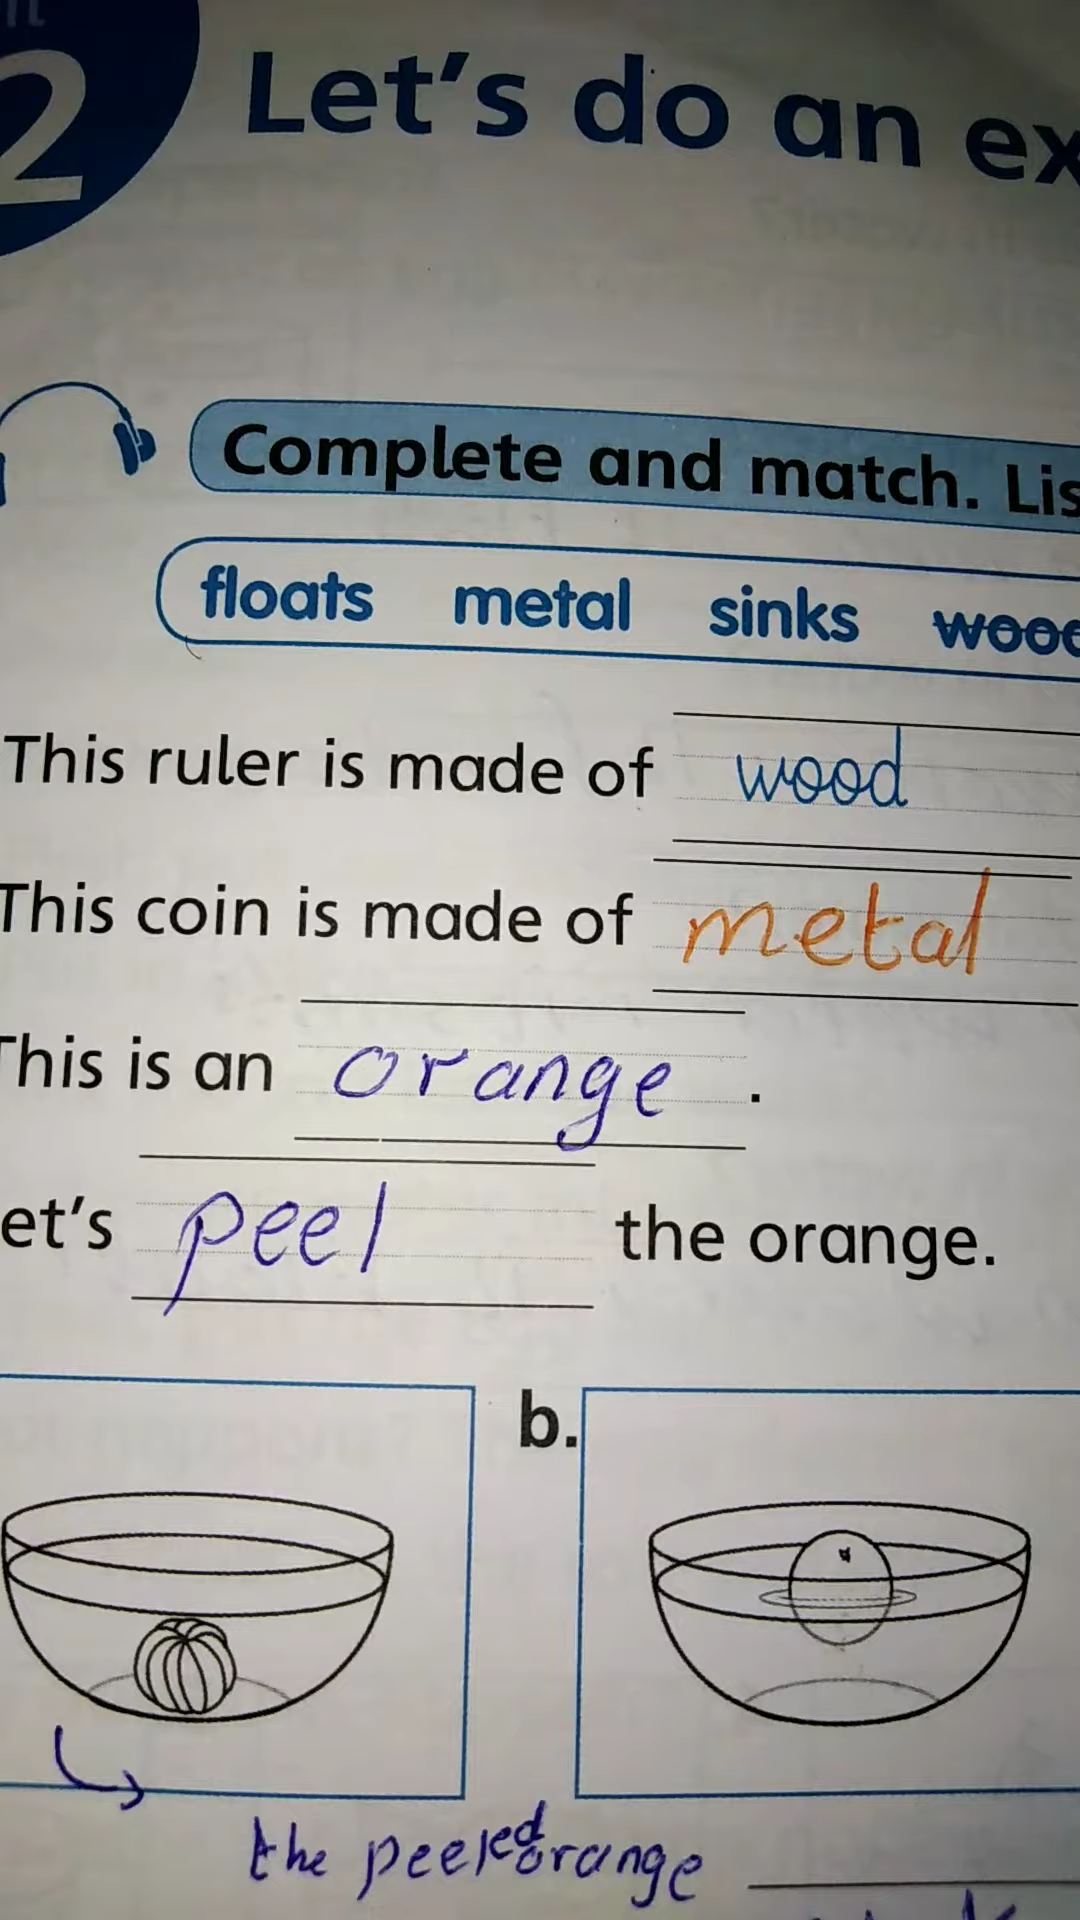 2 Let's do an ex
Complete and match. Lis
floats metal sinks wood
This ruler is made of wood
This coin is made of metal
This is an orange .
et's peel the orange.
b.
the peeled orange